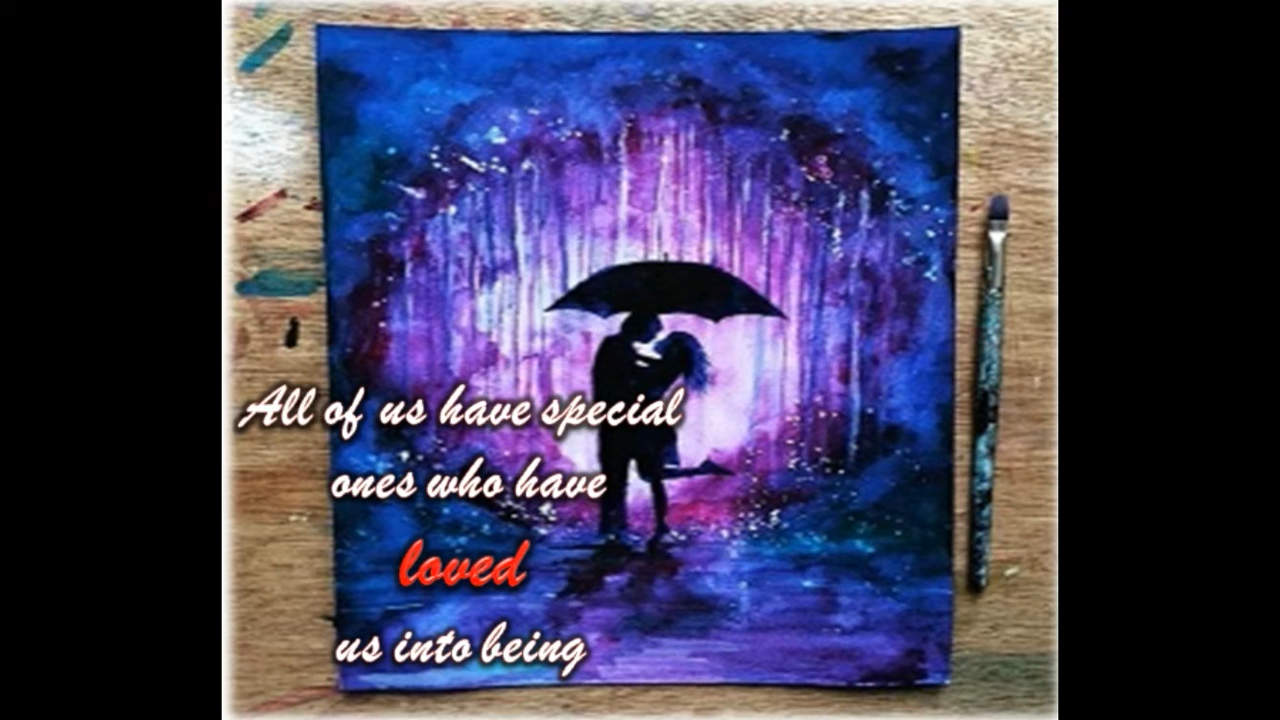 All of us have special
ones who have
loved
us into being